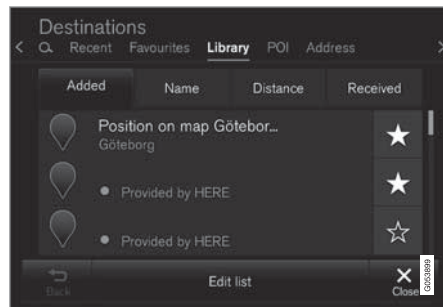 Destinations
Recent Favourites Library POI Address
Added Name Distance Received
Position on map Götebor...
Göteborg
Provided by HERE
Provided by HERE
Back Edit list Close
G053899